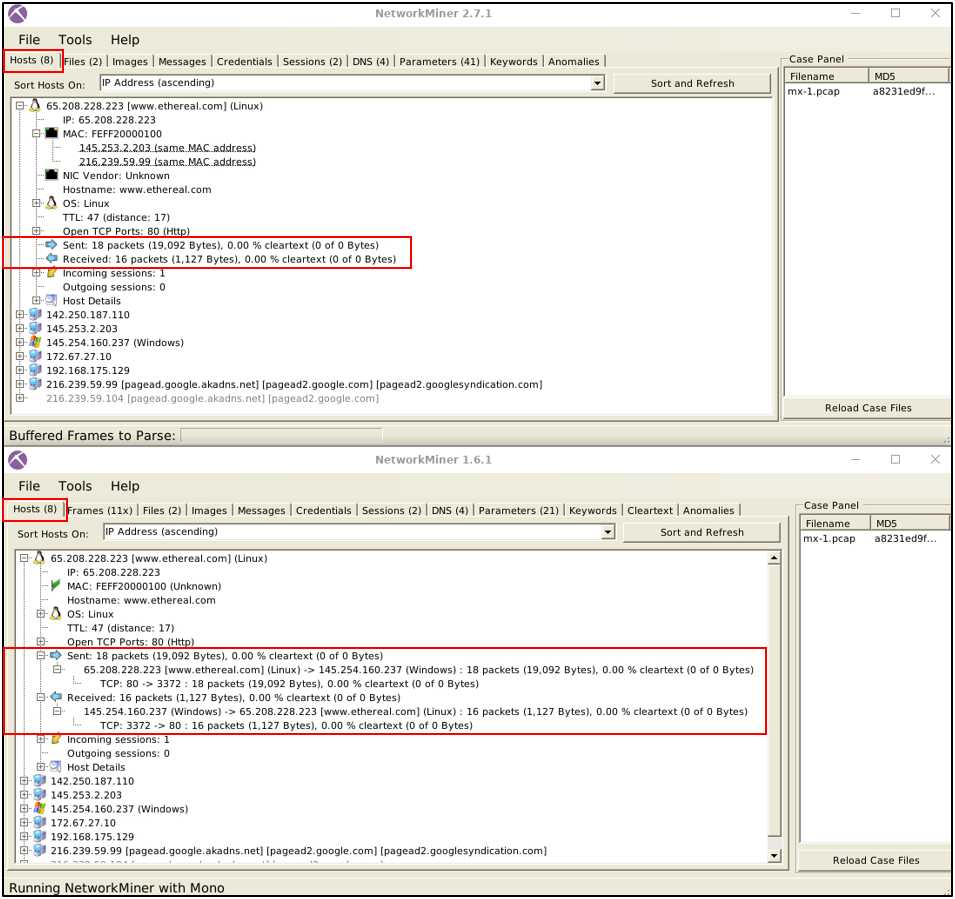 NetworkMiner 2.7.1
File Tools Help
Hosts (8) Files (2) Images Messages Credentials Sessions (2) DNS (4) Parameters (41) Keywords Anomalies
Sort Hosts On: IP Address (ascending) Sort and Refresh
65.208.228.223 [www.ethereal.com] (Linux)
IP: 65.208.228.223
MAC: FEFF20000100
145.253.2.203 (same MAC address)
216.239.59.99 (same MAC address)
NIC Vendor: Unknown
Hostname: www.ethereal.com
OS: Linux
TTL: 47 (distance: 17)
Open TCP Ports: 80 (Http)
Sent: 18 packets (19,092 Bytes), 0.00 % cleartext (0 of 0 Bytes)
Received: 16 packets (1,127 Bytes), 0.00 % cleartext (0 of 0 Bytes)
Incoming sessions: 1
Outgoing sessions: 0
Host Details
142.250.187.110
145.253.2.203
145.254.160.237 (Windows)
172.67.27.10
192.168.175.129
216.239.59.99 [pagead.google.akadns.net] [pagead2.google.com] [pagead2.googlesyndication.com]
216.239.59.104 [pagead.google.akadns.net] [pagead2.google.com]
Case Panel
Filename MD5
mx-1.pcap a8231ed9f...
Reload Case Files
Buffered Frames to Parse:
NetworkMiner 1.6.1
File Tools Help
Hosts (8) Frames (11x) Files (2) Images Messages Credentials Sessions (2) DNS (4) Parameters (21) Keywords Cleartext Anomalies
Sort Hosts On: IP Address (ascending) Sort and Refresh
65.208.228.223 [www.ethereal.com] (Linux)
IP: 65.208.228.223
MAC: FEFF20000100 (Unknown)
Hostname: www.ethereal.com
OS: Linux
TTL: 47 (distance: 17)
Open TCP Ports: 80 (Http)
Sent: 18 packets (19,092 Bytes), 0.00 % cleartext (0 of 0 Bytes)
65.208.228.223 [www.ethereal.com] (Linux) -> 145.254.160.237 (Windows) : 18 packets (19,092 Bytes), 0.00 % cleartext (0 of 0 Bytes)
TCP: 80 -> 3372 : 18 packets (19,092 Bytes), 0.00 % cleartext (0 of 0 Bytes)
Received: 16 packets (1,127 Bytes), 0.00 % cleartext (0 of 0 Bytes)
145.254.160.237 (Windows) -> 65.208.228.223 [www.ethereal.com] (Linux) : 16 packets (1,127 Bytes), 0.00 % cleartext (0 of 0 Bytes)
TCP: 3372 -> 80 : 16 packets (1,127 Bytes), 0.00 % cleartext (0 of 0 Bytes)
Incoming sessions: 1
Outgoing sessions: 0
Host Details
142.250.187.110
145.253.2.203
145.254.160.237 (Windows)
172.67.27.10
192.168.175.129
216.239.59.99 [pagead.google.akadns.net] [pagead2.google.com] [pagead2.googlesyndication.com]
Case Panel
Filename MD5
mx-1.pcap a8231ed9f...
Reload Case Files
Running NetworkMiner with Mono